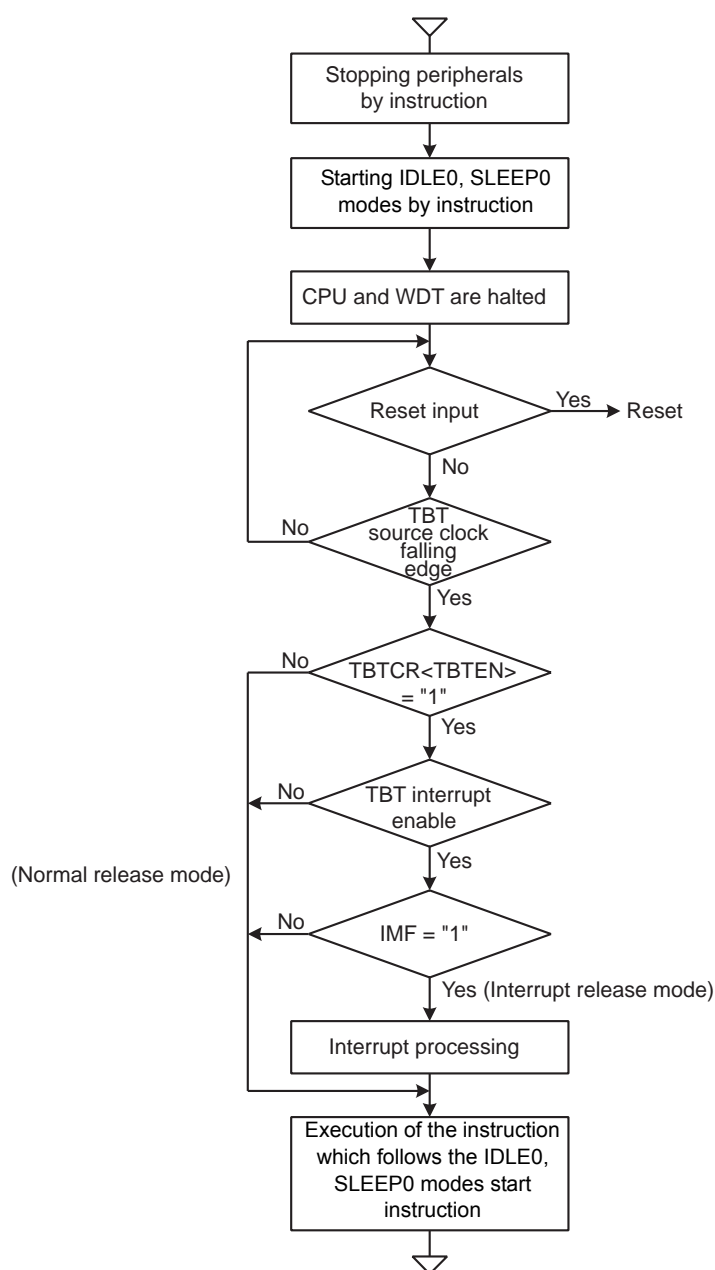 Stopping peripherals
by instruction
Starting IDLE0, SLEEP0
modes by instruction
CPU and WDT are halted
Reset input
Yes
Reset
No
No
TBT
source clock
falling
edge
Yes
No
TBTCR<TBTEN>
= "1"
Yes
No
TBT interrupt
enable
Yes
(Normal release mode)
No
IMF = "1"
Yes (Interrupt release mode)
Interrupt processing
Execution of the instruction
which follows the IDLE0,
SLEEP0 modes start
instruction